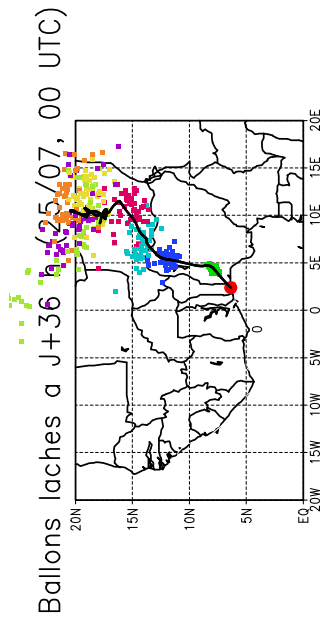 Ballons laches a J+36 (25/07, 00 UTC)
20E
15E
10E
5E
0
0
5W
10W
15W
20W
20N
15N
10N
5N
EQ